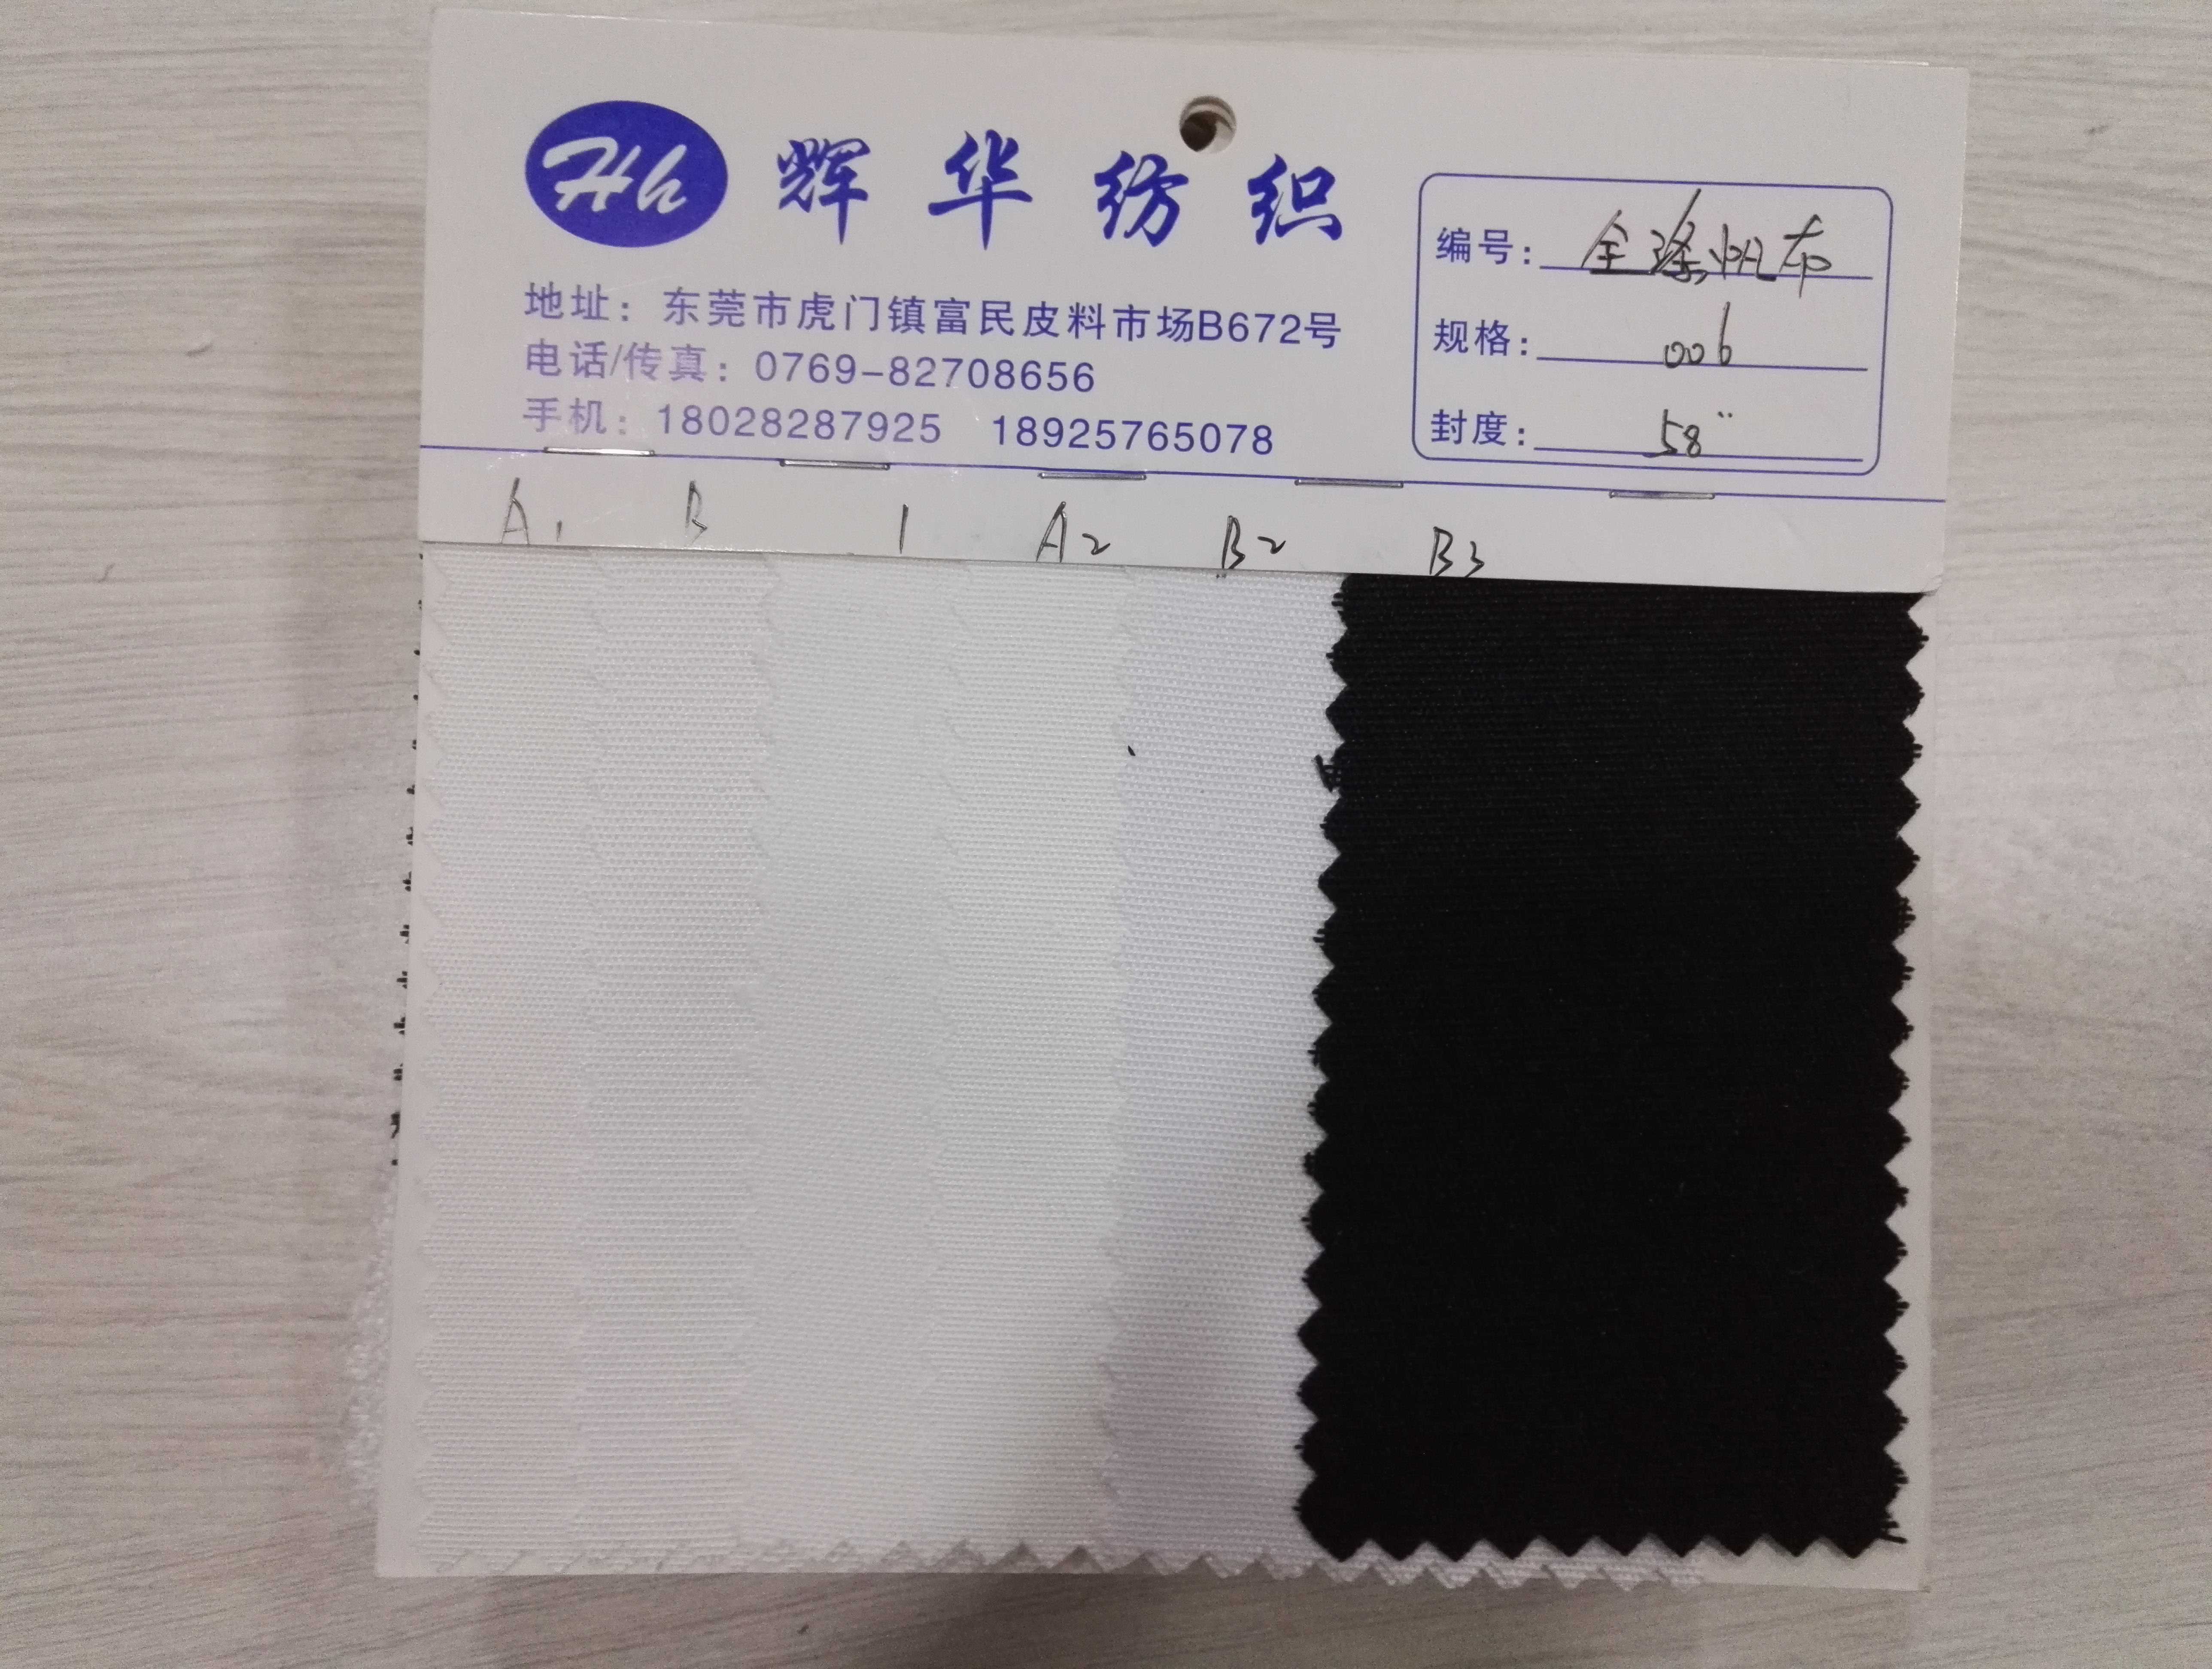 Hh 辉华纺织
地址：东莞市虎门镇富民皮料市场B672号
电话/传真：0769-82708656
手机：18028287925 18925765078
编号：全涤帆布
规格：006
封度：58"
A1 B 1 A2 B2 B3